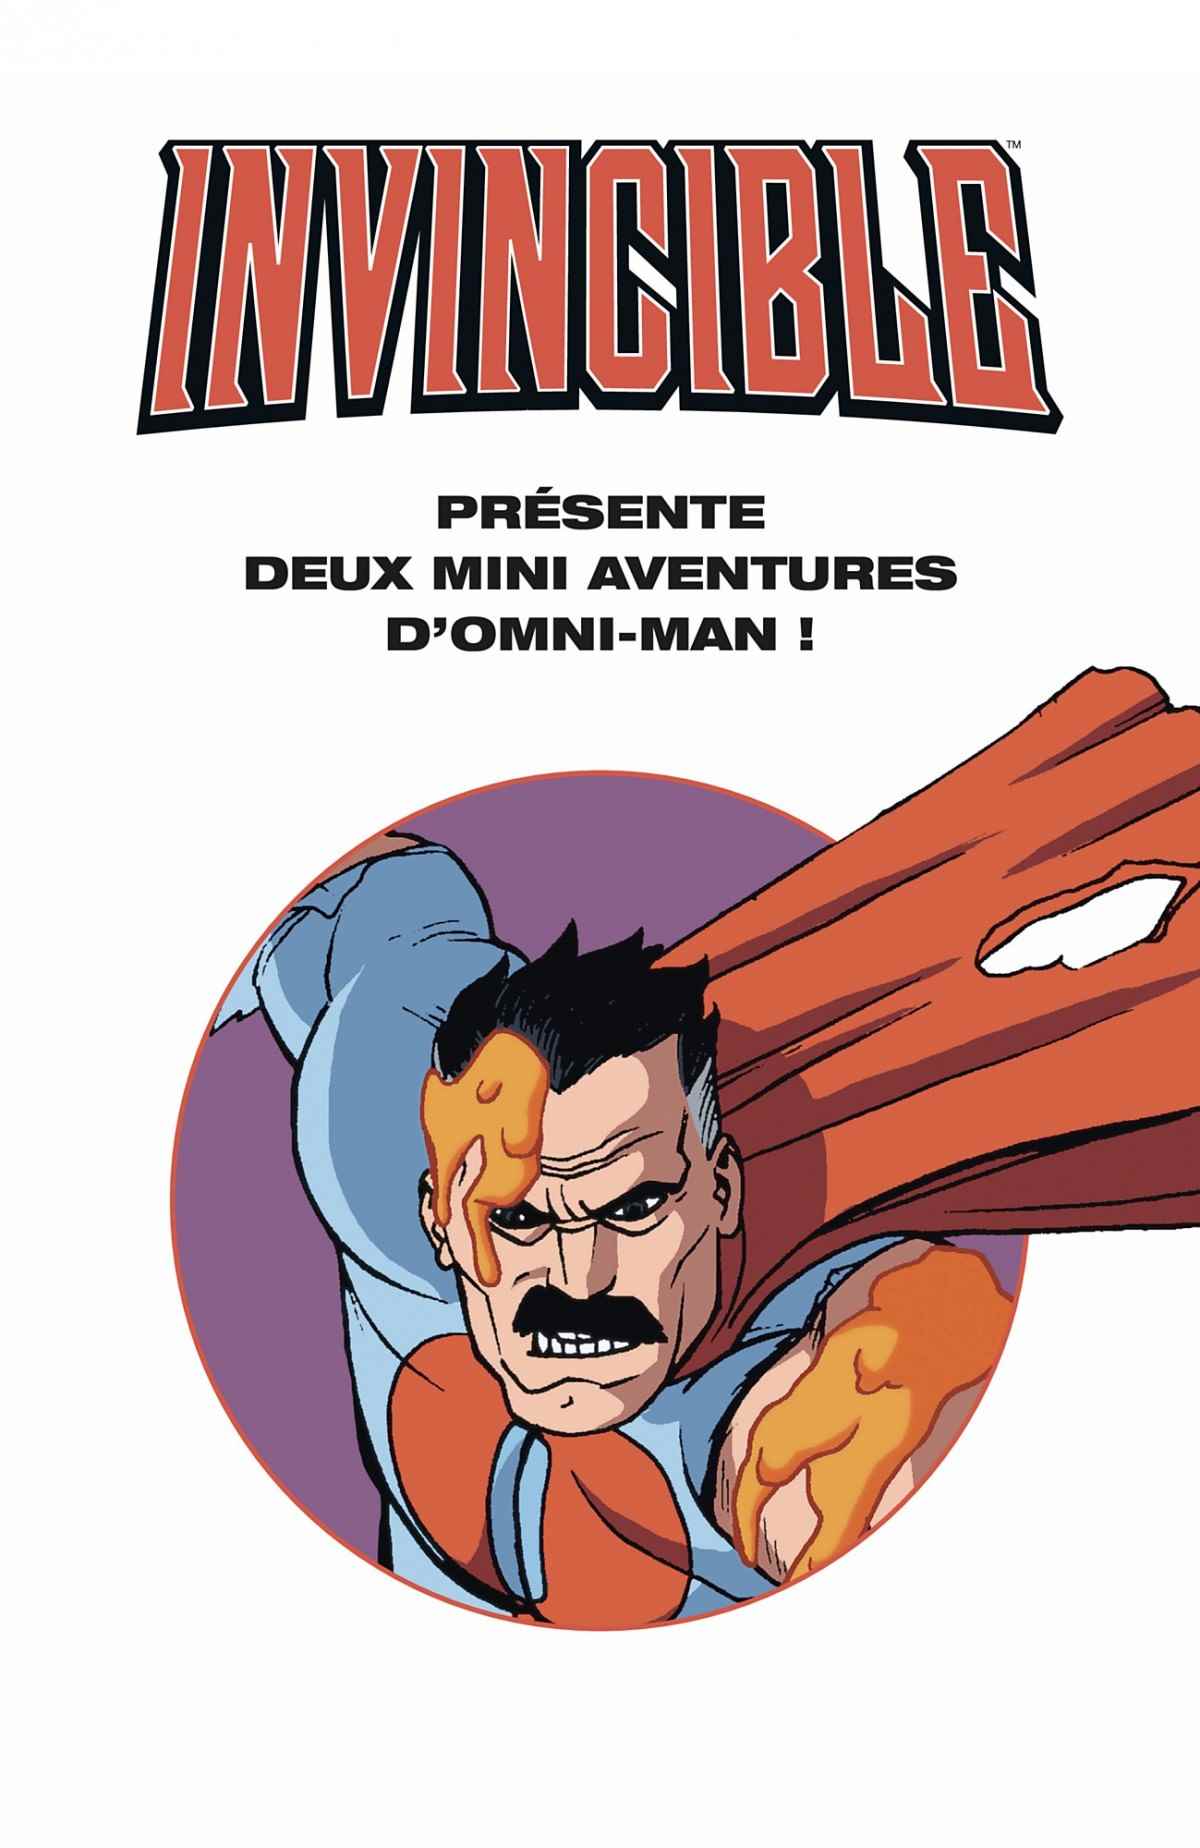 INVINCIBLE™
PRÉSENTE
DEUX MINI AVENTURES
D’OMNI-MAN !